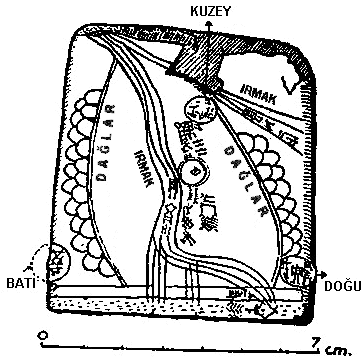 KUZEY
IRMAK
DAĞLAR
IRMAK
DAĞLAR
B
BATI
DOĞU
0 7 cm.